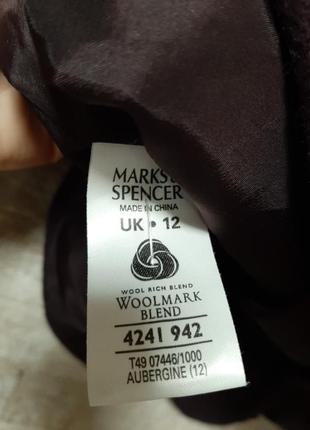 MARKS &
SPENCER
MADE IN CHINA
UK • 12
WOOL RICH BLEND
WOOLMARK
BLEND
4241 942
T49 07446/1000
AUBERGINE (12)